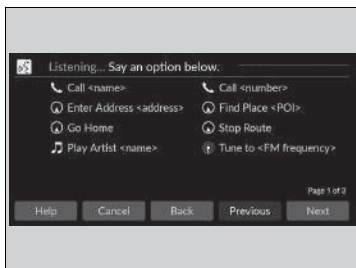 Listening... Say an option below.
Call <name>
Call <number>
Enter Address <address>
Find Place <POI>
Go Home
Stop Route
Play Artist <name>
Tune to <FM frequency>
Page 1 of 3
Help Cancel Back Previous Next